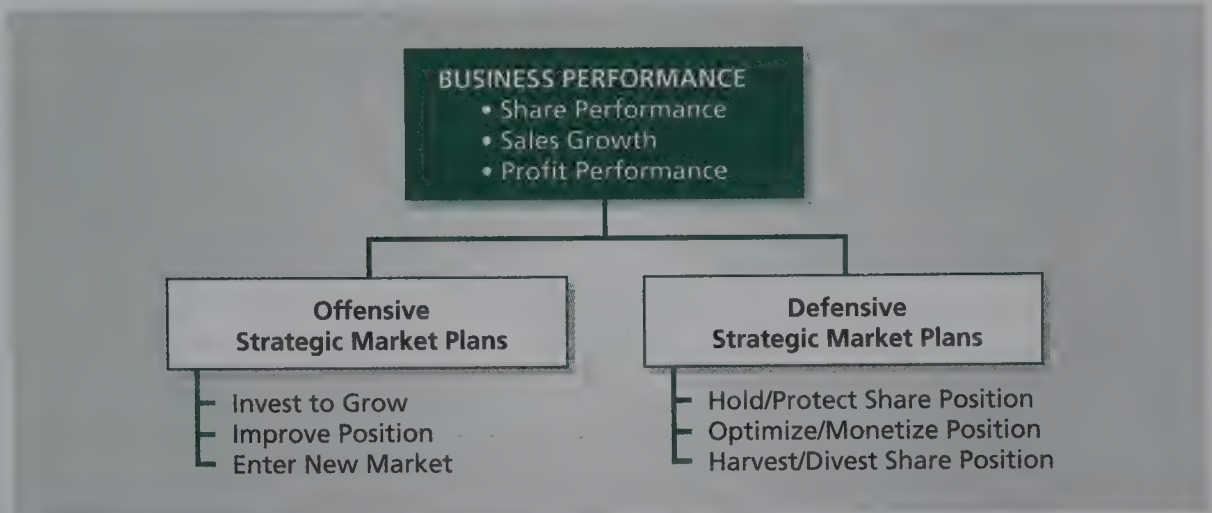 BUSINESS PERFORMANCE
• Share Performance
• Sales Growth
• Profit Performance
Offensive
Strategic Market Plans
Invest to Grow
Improve Position
Enter New Market
Defensive
Strategic Market Plans
Hold/Protect Share Position
Optimize/Monetize Position
Harvest/Divest Share Position